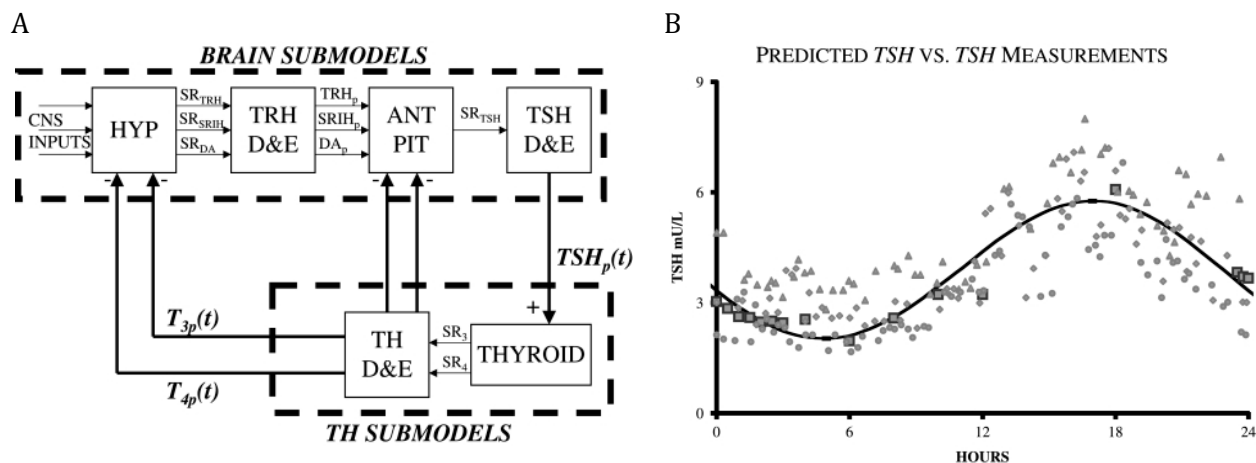 A
BRAIN SUBMODELS
CNS
INPUTS
HYP
SR_TRH
SR_SRIH
SR_DA
TRH
D&E
TRH_p
SRIH_p
DA_p
ANT
PIT
SR_TSH
TSH
D&E
-
-
-
-
TSH_p(t)
+
T_3p(t)
T_4p(t)
TH
D&E
SR_3
SR_4
THYROID
TH SUBMODELS
B
PREDICTED TSH VS. TSH MEASUREMENTS
TSH mU/L
9
6
3
0
0
6
12
18
24
HOURS